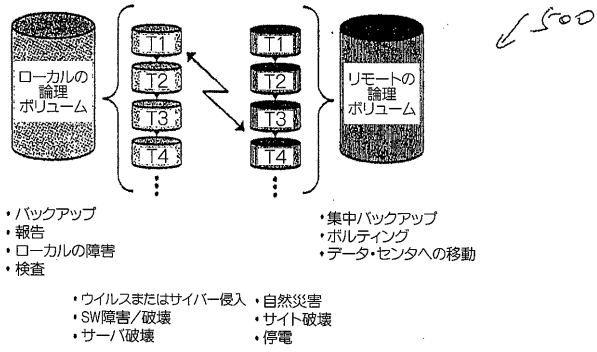 500
ローカルの
論理
ボリューム
T1
T2
T3
T4
T1
T2
T3
T4
リモートの
論理
ボリューム
・バックアップ
・報告
・ローカルの障害
・検査
・集中バックアップ
・ボルティング
・データ・センタへの移動
・ウイルスまたはサイバー侵入
・SW障害/破壊
・サーバ破壊
・自然災害
・サイト破壊
・停電